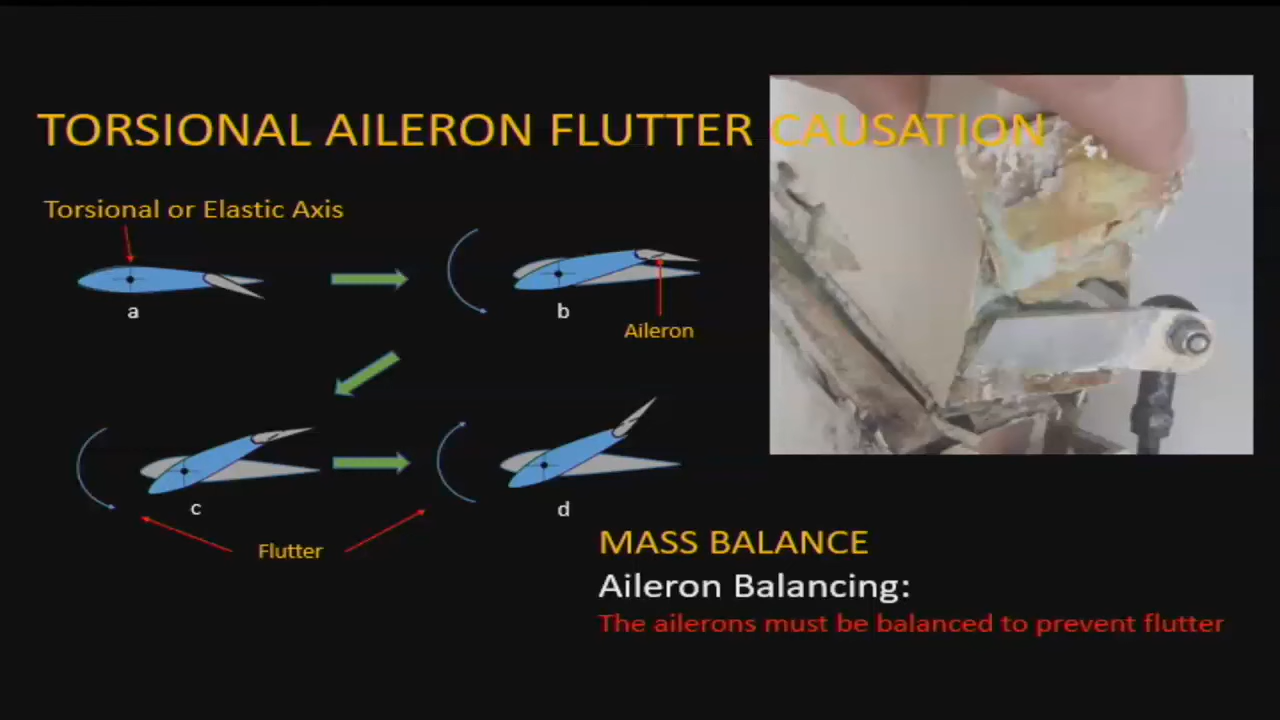 TORSIONAL AILERON FLUTTER CAUSATION
Torsional or Elastic Axis
a
b
Aileron
c
d
Flutter
MASS BALANCE
Aileron Balancing:
The ailerons must be balanced to prevent flutter